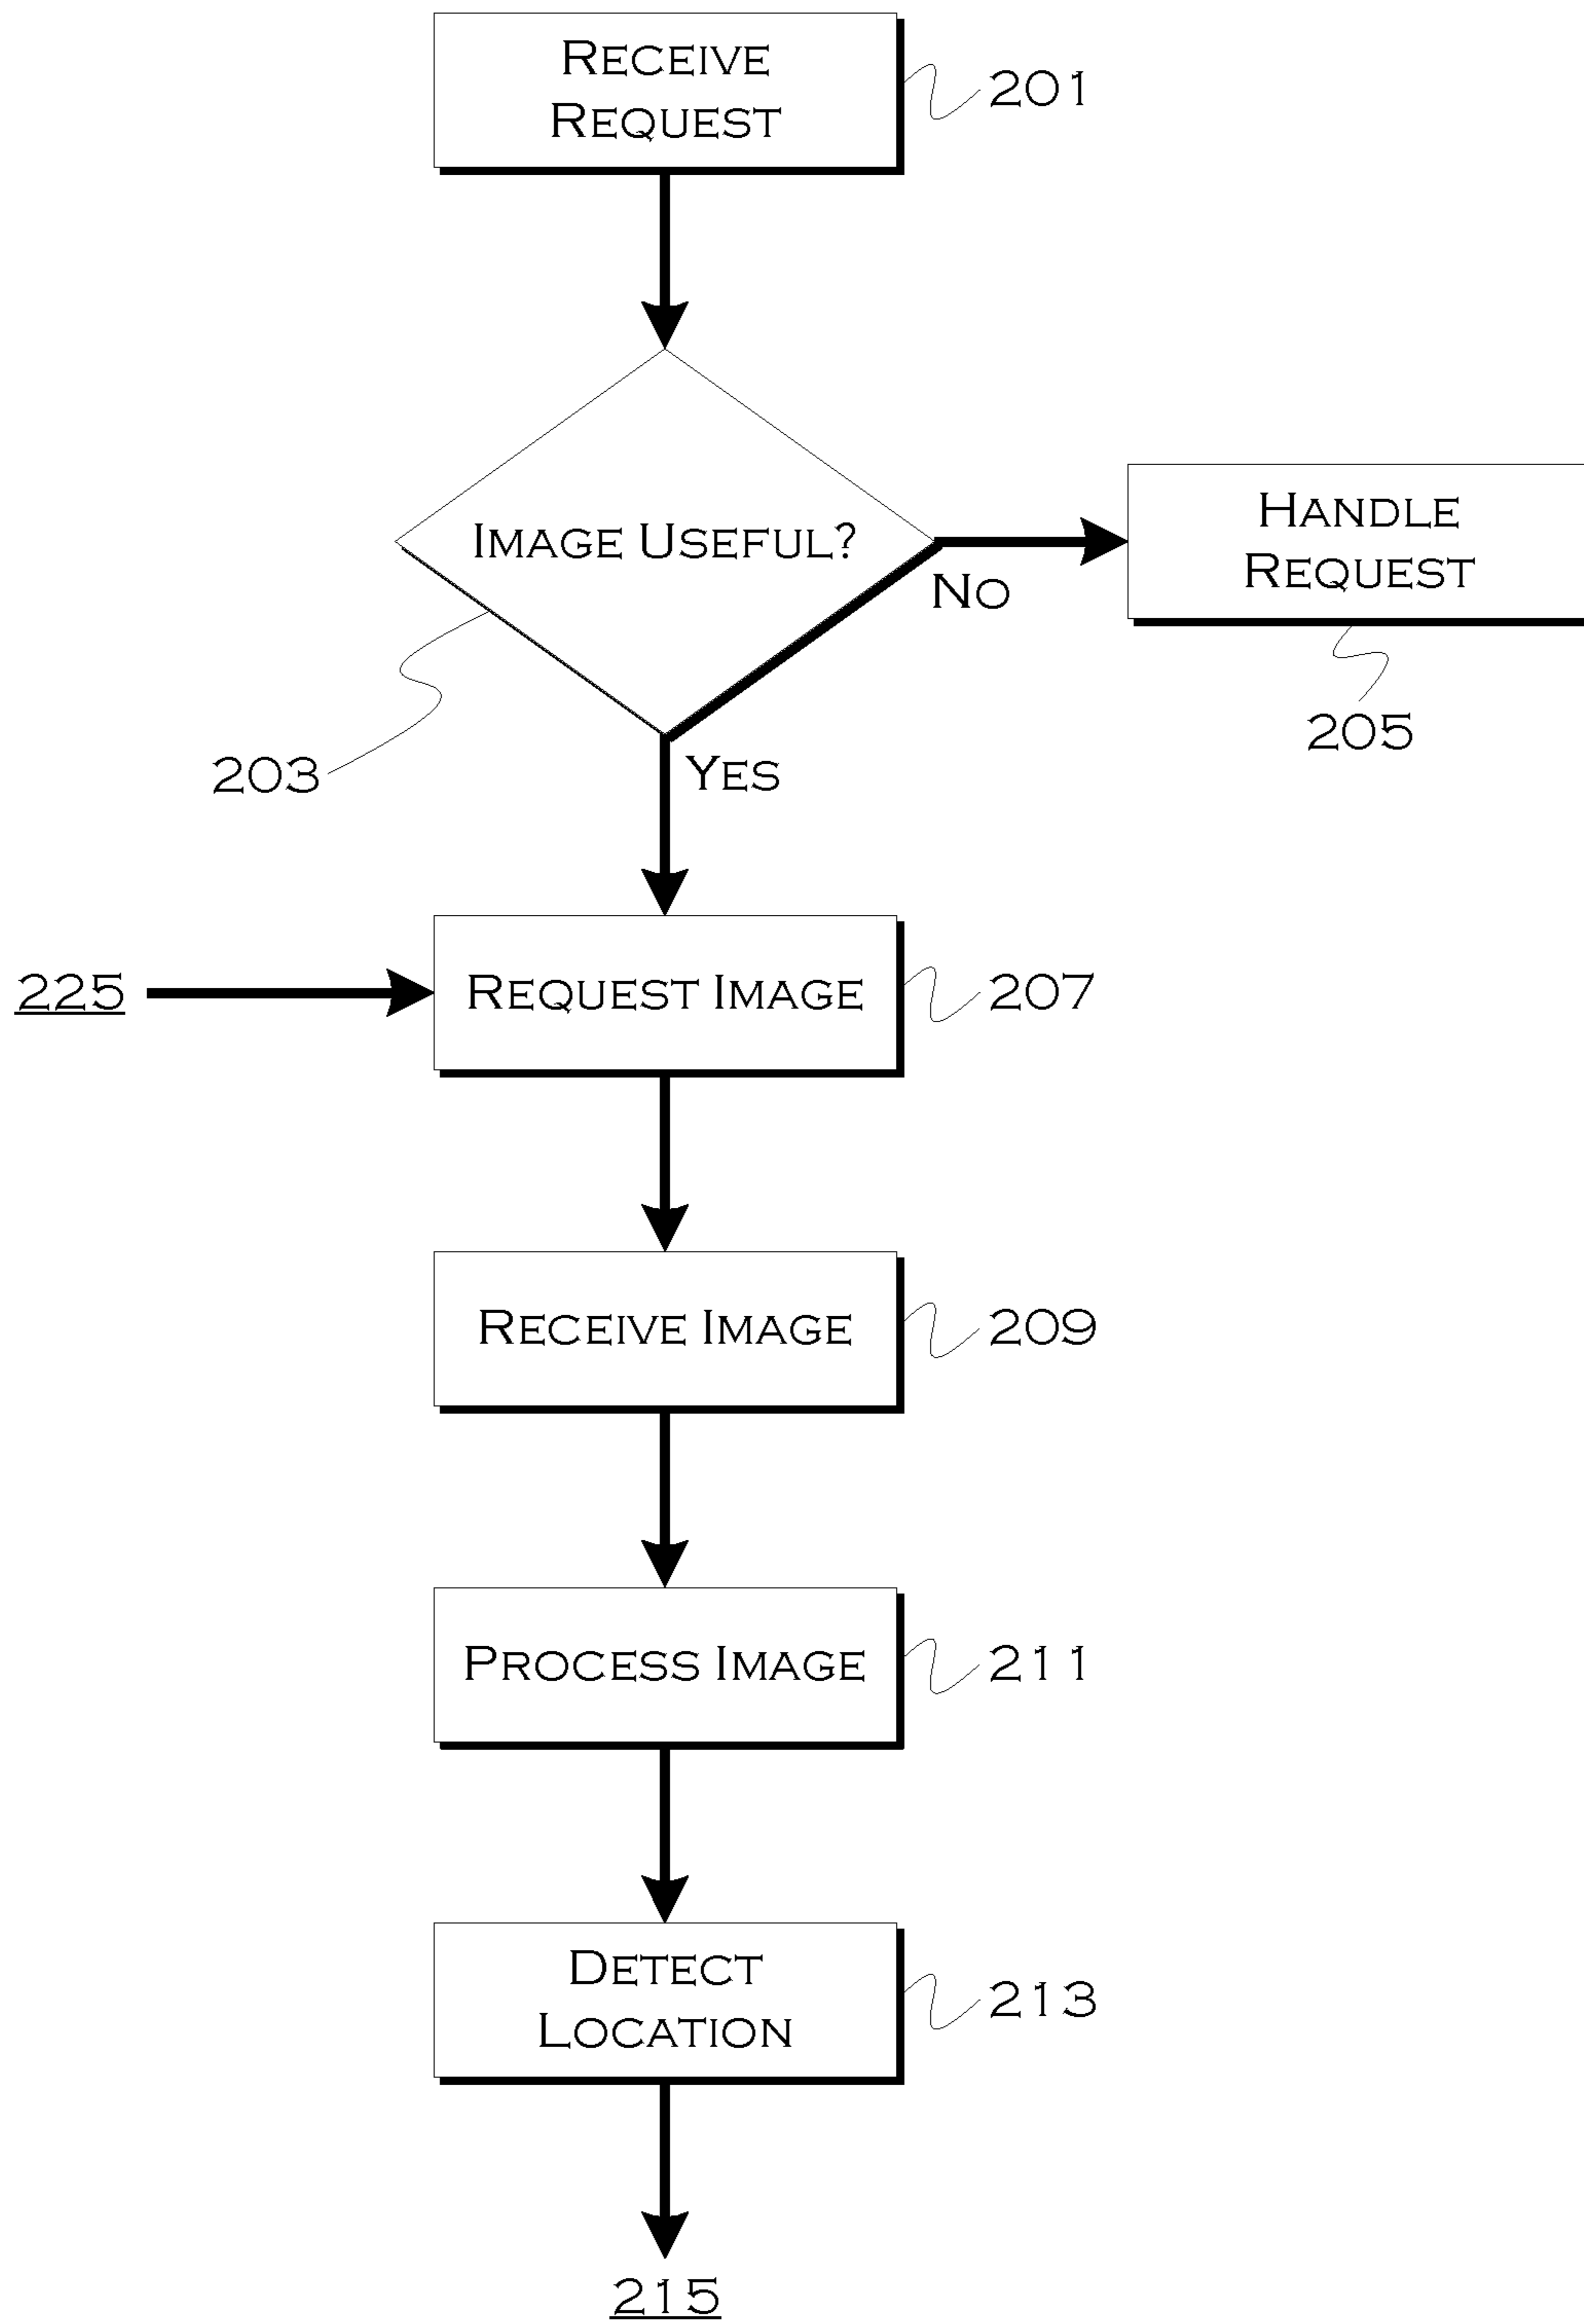 RECEIVE
REQUEST
201
IMAGE USEFUL?
HANDLE
REQUEST
NO
205
203
YES
225
REQUEST IMAGE
207
RECEIVE IMAGE
209
PROCESS IMAGE
211
DETECT
LOCATION
213
215